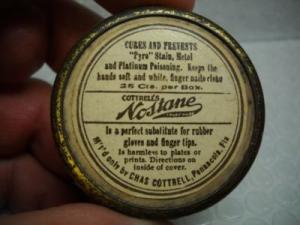 CURES AND PREVENTS
"Pyro" Stain, Metol
and Platinum Poisoning. Keeps the
hands soft and white, finger nails clean
25 Cts. per Box.
COTTRELL'S
Nostane
Is a perfect substitute for rubber
gloves and finger tips.
Is harmless to plates or
prints. Directions on
inside of cover.
M'f'd only by CHAS COTTRELL, Pensacola, Fla